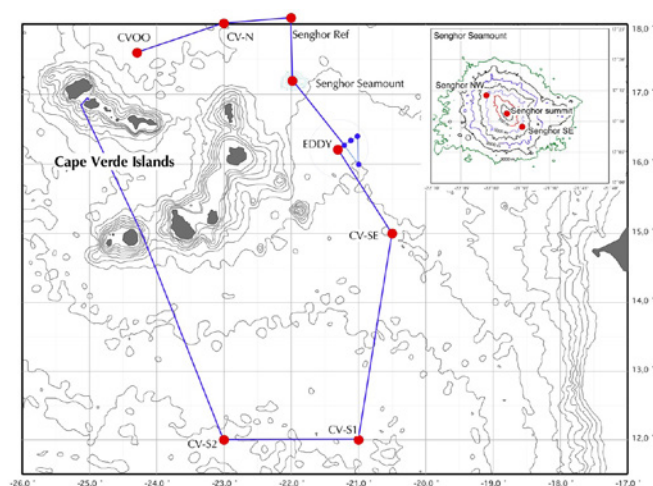 CVOO
CV-N
Senghor Ref
Senghor Seamount
EDDY
CV-SE
CV-S1
CV-S2
Cape Verde Islands
Senghor Seamount
Senghor NW
Senghor summit
Senghor SE
18.0
17.0
16.0
15.0
14.0
13.0
12.0
-26.0 -25.0 -24.0 -23.0 -22.0 -21.0 -20.0 -19.0 -18.0 -17.0